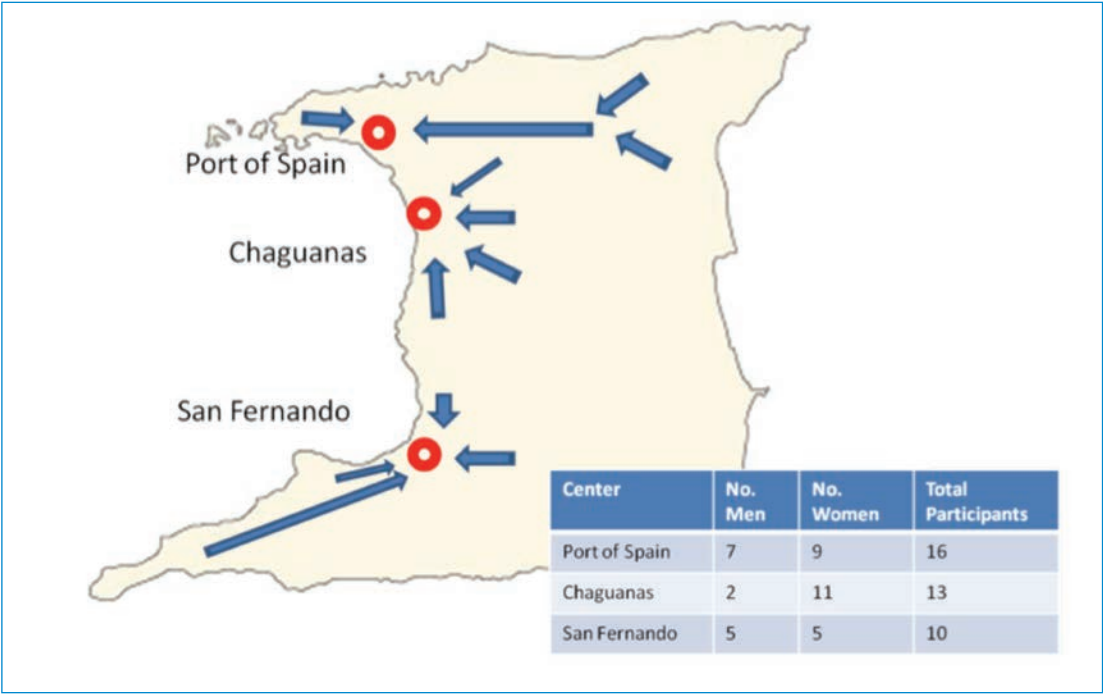 Port of Spain
Chaguanas
San Fernando
Center No. Men No. Women Total Participants
Port of Spain 7 9 16
Chaguanas 2 11 13
San Fernando 5 5 10